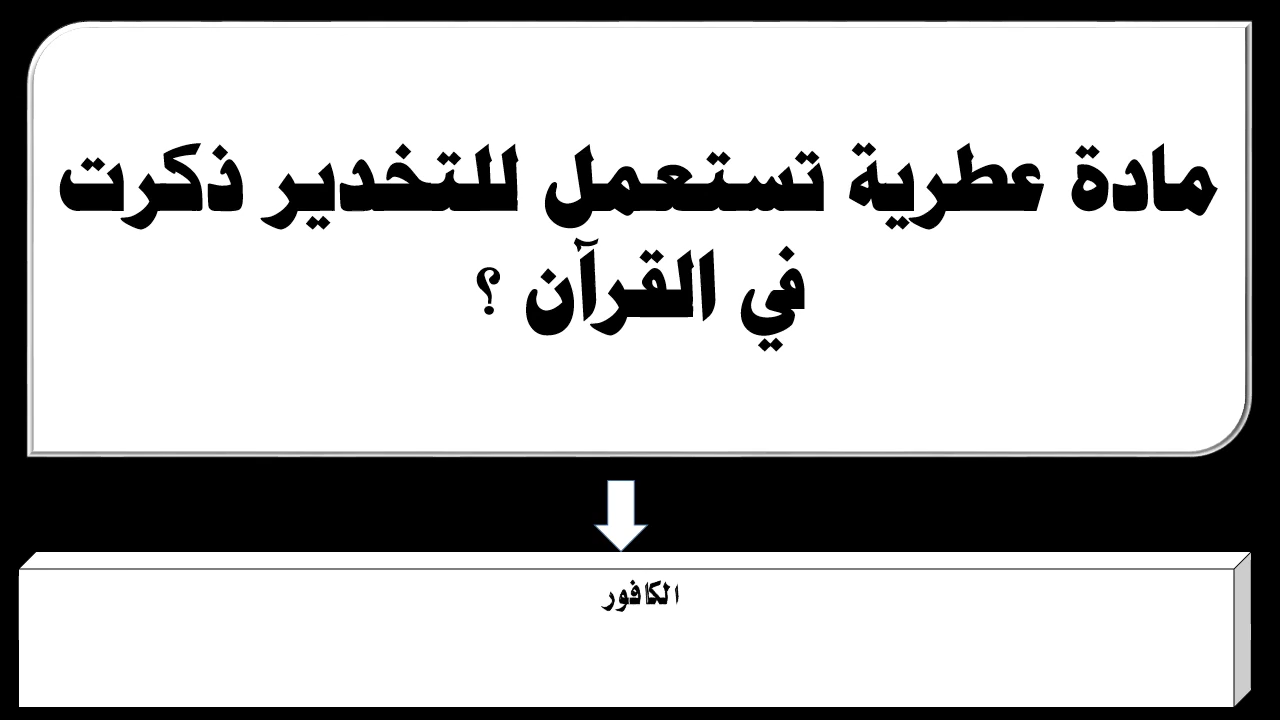 مادة عطرية تستعمل للتخدير ذكرت
في القرآن ؟
الكافور